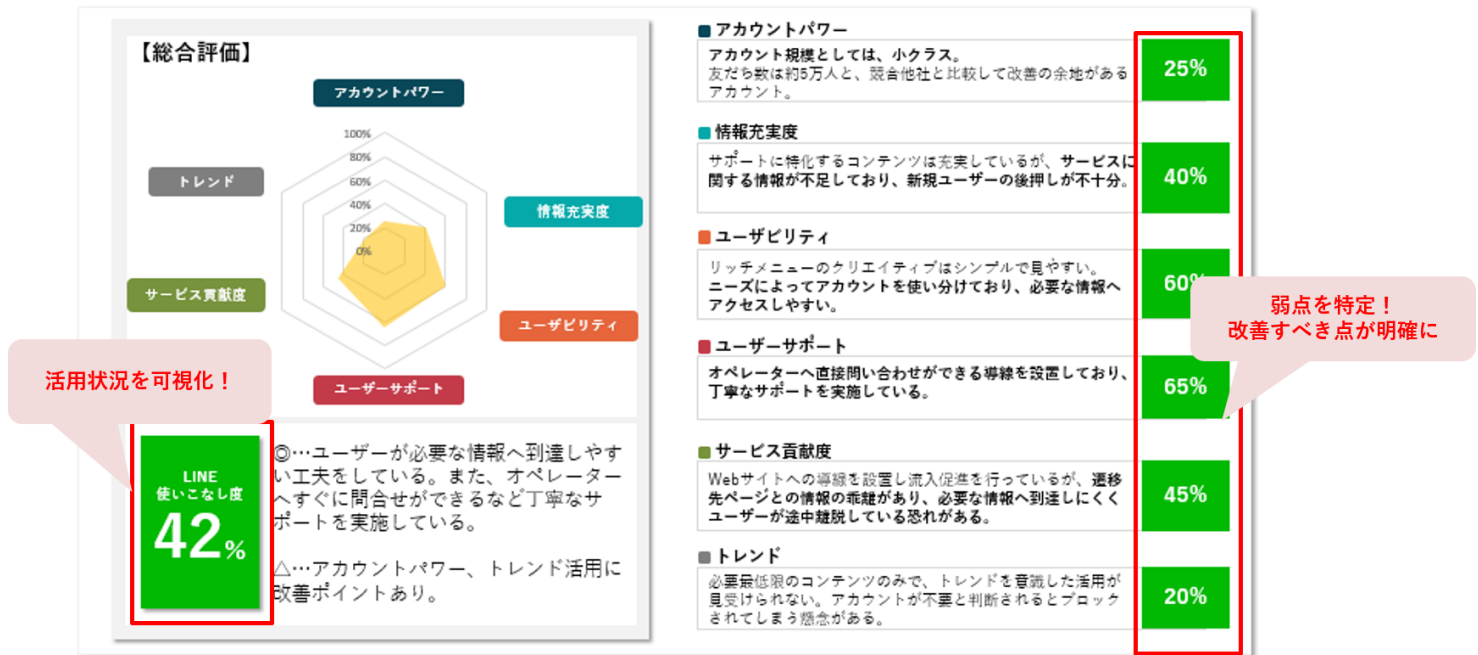 【総合評価】
アカウントパワー
100%
80%
60%
40%
20%
0%
トレンド
情報充実度
サービス貢献度
ユーザビリティ
ユーザーサポート
活用状況を可視化！
LINE
使いこなし度
42%
◎…ユーザーが必要な情報へ到達しやす
い工夫をしている。また、オペレーター
へすぐに問合せができるなど丁寧なサ
ポートを実施している。
△…アカウントパワー、トレンド活用に
改善ポイントあり。
アカウントパワー
アカウント規模としては、小クラス。
友だち数は約5万人と、競合他社と比較して改善の余地がある
アカウント。
25%
情報充実度
サポートに特化するコンテンツは充実しているが、サービスに
関する情報が不足しており、新規ユーザーの後押しが不十分。
40%
ユーザビリティ
リッチメニューのクリエイティブはシンプルで見やすい。
ニーズによってアカウントを使い分けており、必要な情報へ
アクセスしやすい。
60%
弱点を特定！
改善すべき点が明確に
ユーザーサポート
オペレーターへ直接問い合わせができる導線を設置しており、
丁寧なサポートを実施している。
65%
サービス貢献度
Webサイトへの導線を設置し流入促進を行っているが、遷移
先ページとの情報の乖離があり、必要な情報へ到達しにくく
ユーザーが途中離脱している恐れがある。
45%
トレンド
必要最低限のコンテンツのみで、トレンドを意識した活用が
見受けられない。アカウントが不要と判断されるとブロック
されてしまう懸念がある。
20%